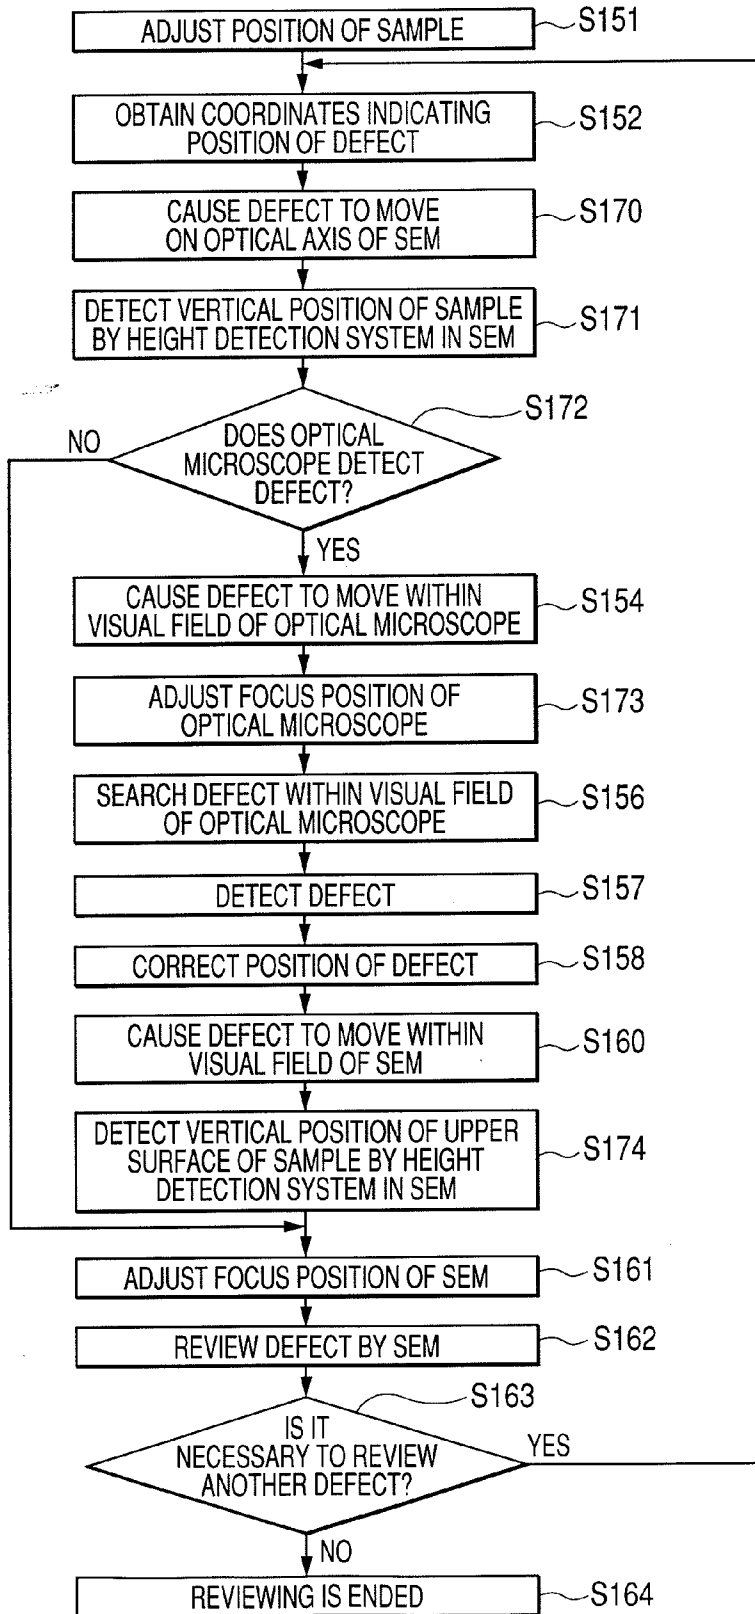 ADJUST POSITION OF SAMPLE
S151
OBTAIN COORDINATES INDICATING
POSITION OF DEFECT
S152
CAUSE DEFECT TO MOVE
ON OPTICAL AXIS OF SEM
S170
DETECT VERTICAL POSITION OF SAMPLE
BY HEIGHT DETECTION SYSTEM IN SEM
S171
S172
NO
DOES OPTICAL
MICROSCOPE DETECT
DEFECT?
YES
CAUSE DEFECT TO MOVE WITHIN
VISUAL FIELD OF OPTICAL MICROSCOPE
S154
ADJUST FOCUS POSITION OF
OPTICAL MICROSCOPE
S173
SEARCH DEFECT WITHIN VISUAL FIELD
OF OPTICAL MICROSCOPE
S156
DETECT DEFECT
S157
CORRECT POSITION OF DEFECT
S158
CAUSE DEFECT TO MOVE WITHIN
VISUAL FIELD OF SEM
S160
DETECT VERTICAL POSITION OF UPPER
SURFACE OF SAMPLE BY HEIGHT
DETECTION SYSTEM IN SEM
S174
ADJUST FOCUS POSITION OF SEM
S161
REVIEW DEFECT BY SEM
S162
S163
IS IT
NECESSARY TO REVIEW
ANOTHER DEFECT?
YES
NO
REVIEWING IS ENDED
S164